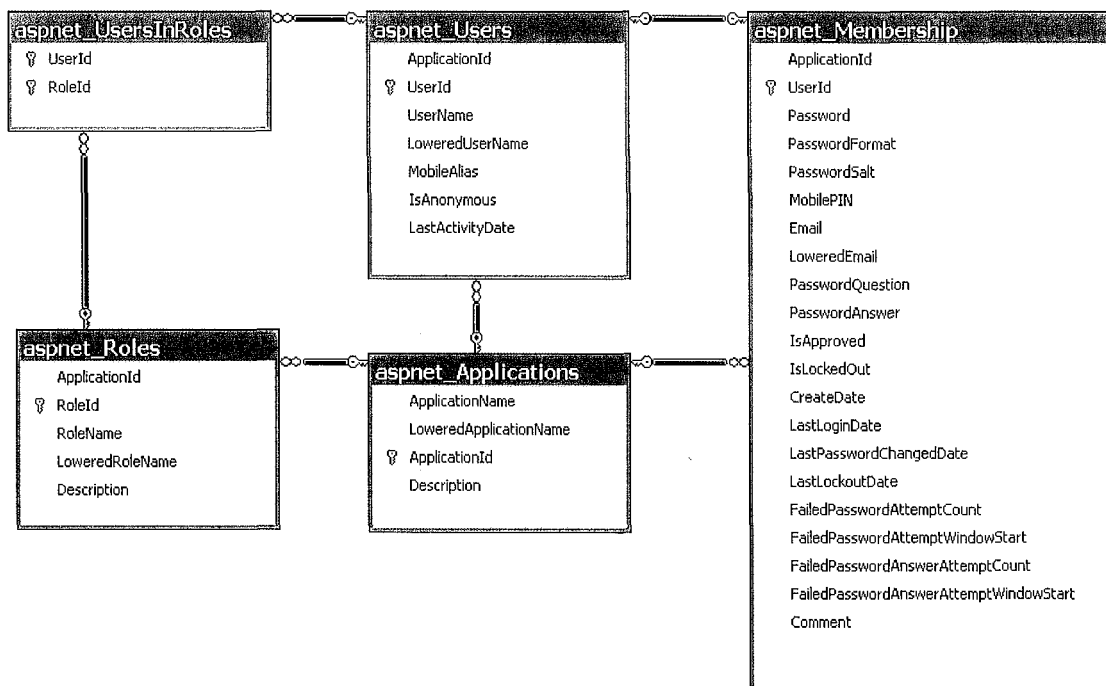 aspnet_UsersInRoles
UserId
RoleId
aspnet_Users
ApplicationId
UserId
UserName
LoweredUserName
MobileAlias
IsAnonymous
LastActivityDate
aspnet_Membership
ApplicationId
UserId
Password
PasswordFormat
PasswordSalt
MobilePIN
Email
LoweredEmail
PasswordQuestion
PasswordAnswer
IsApproved
IsLockedOut
CreateDate
LastLoginDate
LastPasswordChangedDate
LastLockoutDate
FailedPasswordAttemptCount
FailedPasswordAttemptWindowStart
FailedPasswordAnswerAttemptCount
FailedPasswordAnswerAttemptWindowStart
Comment
aspnet_Roles
ApplicationId
RoleId
RoleName
LoweredRoleName
Description
aspnet_Applications
ApplicationName
LoweredApplicationName
ApplicationId
Description